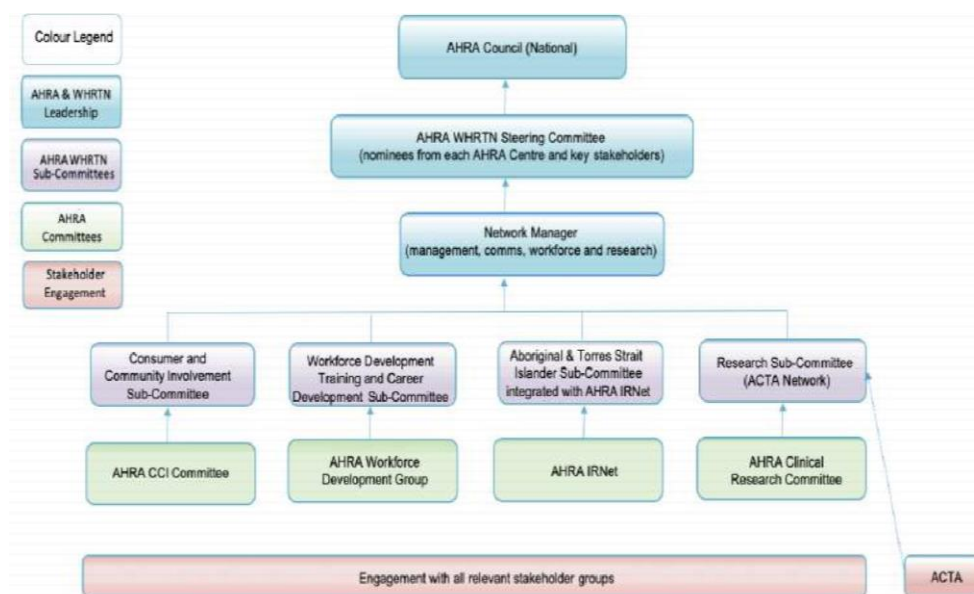 Colour Legend
AHRA & WHRTN
Leadership
AHRA WHRTN
Sub-Committees
AHRA
Committees
Stakeholder
Engagement
AHRA Council (National)
AHRA WHRTN Steering Committee
(nominees from each AHRA Centre and key stakeholders)
Network Manager
(management, comms, workforce and research)
Consumer and
Community Involvement
Sub-Committee
Workforce Development
Training and Career
Development Sub-Committee
Aboriginal & Torres Strait
Islander Sub-Committee
integrated with AHRA IRNet
Research Sub-Committee
(ACTA Network)
AHRA CCI Committee
AHRA Workforce
Development Group
AHRA IRNet
AHRA Clinical
Research Committee
Engagement with all relevant stakeholder groups
ACTA